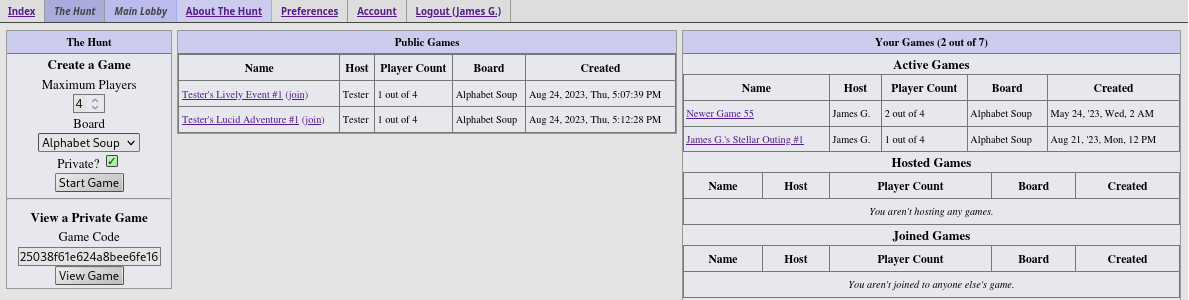 Index The Hunt Main Lobby About The Hunt Preferences Account Logout (James G.)
The Hunt
Create a Game
Maximum Players
4
Board
Alphabet Soup
Private? ✓
Start Game
View a Private Game
Game Code
25038f61e624a8bee6fe16
View Game
Public Games
Name Host Player Count Board Created
Tester's Lively Event #1 (join) Tester 1 out of 4 Alphabet Soup Aug 24, 2023, Thu, 5:07:39 PM
Tester's Lucid Adventure #1 (join) Tester 1 out of 4 Alphabet Soup Aug 24, 2023, Thu, 5:12:28 PM
Your Games (2 out of 7)
Active Games
Name Host Player Count Board Created
Newer Game 55 James G. 2 out of 4 Alphabet Soup May 24, '23, Wed, 2 AM
James G.'s Stellar Outing #1 James G. 1 out of 4 Alphabet Soup Aug 21, '23, Mon, 12 PM
Hosted Games
Name Host Player Count Board Created
You aren't hosting any games.
Joined Games
Name Host Player Count Board Created
You aren't joined to anyone else's game.